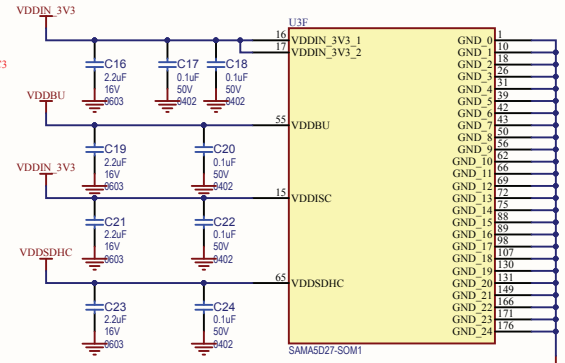 VDDIN_3V3
U3F
16
VDDIN_3V3_1
GND_0
1
17
VDDIN_3V3_2
GND_1
10
GND_2
18
C16
C17
C18
GND_3
26
2.2uF
0.1uF
0.1uF
GND_4
31
16V
50V
50V
GND_5
39
0603
0402
0402
GND_6
42
VDDBU
GND_7
43
55
VDDBU
GND_8
50
GND_9
56
C19
C20
GND_10
62
2.2uF
0.1uF
GND_11
66
VDDIN_3V3
16V
50V
GND_12
69
0603
0402
15
VDDISC
GND_13
72
GND_14
75
C21
C22
GND_15
88
2.2uF
0.1uF
GND_16
89
16V
50V
GND_17
98
VDDSDHC
0603
0402
GND_18
107
GND_19
130
65
VDDSDHC
GND_20
131
GND_21
149
C23
C24
GND_22
166
2.2uF
0.1uF
GND_23
171
16V
50V
GND_24
176
0603
0402
SAMA5D27-SOM1